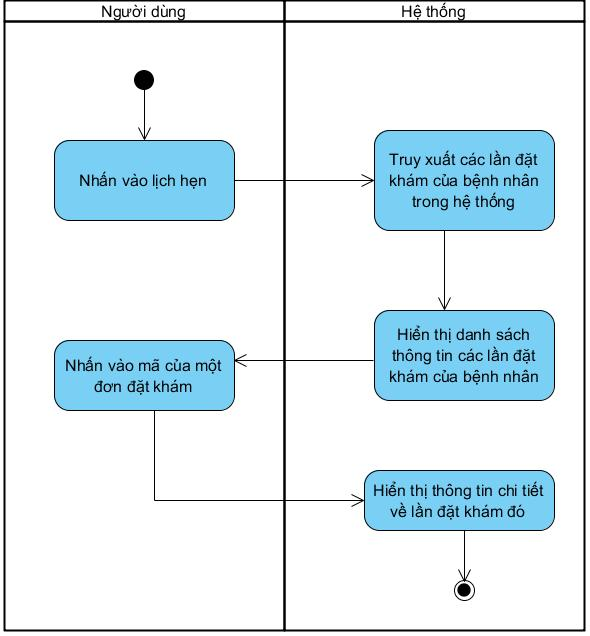 Người dùng
Hệ thống
Nhấn vào lịch hẹn
Truy xuất các lần đặt
khám của bệnh nhân
trong hệ thống
Hiển thị danh sách
thông tin các lần đặt
khám của bệnh nhân
Nhấn vào mã của một
đơn đặt khám
Hiển thị thông tin chi tiết
về lần đặt khám đó